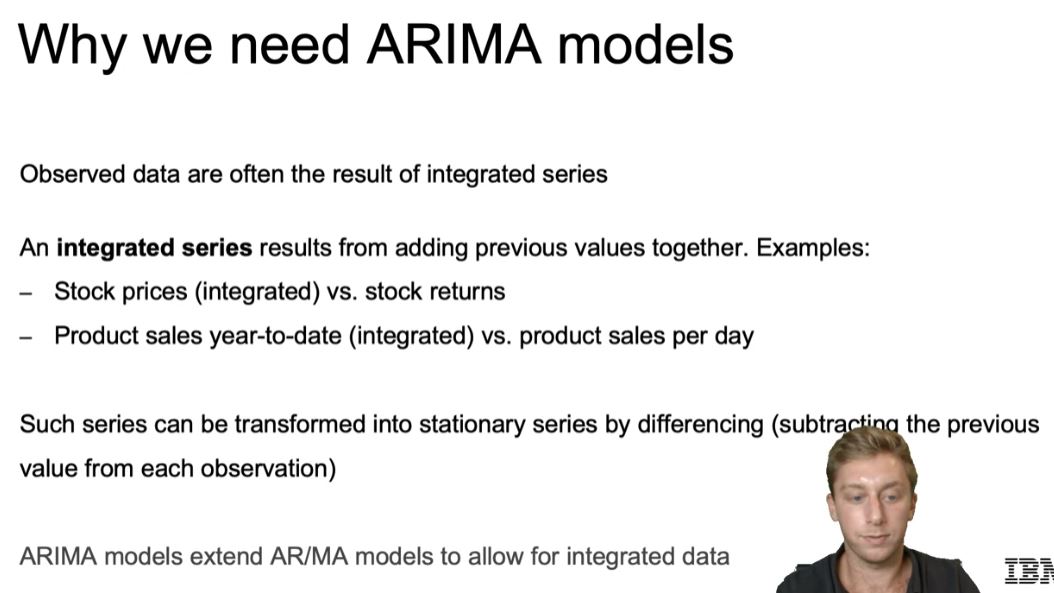 Why we need ARIMA models
Observed data are often the result of integrated series
An integrated series results from adding previous values together. Examples:
– Stock prices (integrated) vs. stock returns
– Product sales year-to-date (integrated) vs. product sales per day
Such series can be transformed into stationary series by differencing (subtracting the previous
value from each observation)
ARIMA models extend AR/MA models to allow for integrated data
IBM